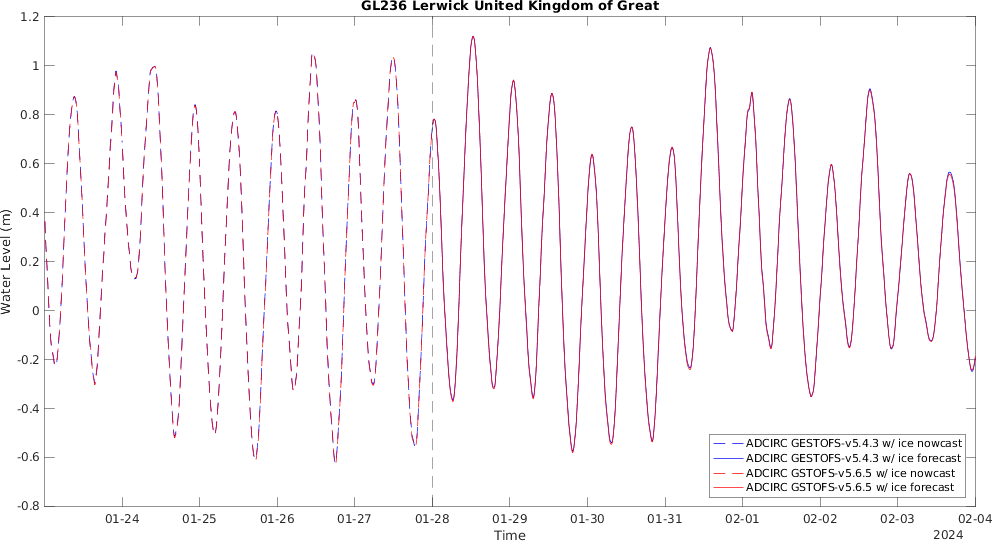 GL236 Lerwick United Kingdom of Great
1.2
1
0.8
0.6
0.4
0.2
0
-0.2
-0.4
-0.6
-0.8
Water Level (m)
01-24 01-25 01-26 01-27 01-28 01-29 01-30 01-31 02-01 02-02 02-03 02-04
Time
2024
ADCIRC GESTOFS-v5.4.3 w/ ice nowcast
ADCIRC GESTOFS-v5.4.3 w/ ice forecast
ADCIRC GSTOFS-v5.6.5 w/ ice nowcast
ADCIRC GSTOFS-v5.6.5 w/ ice forecast